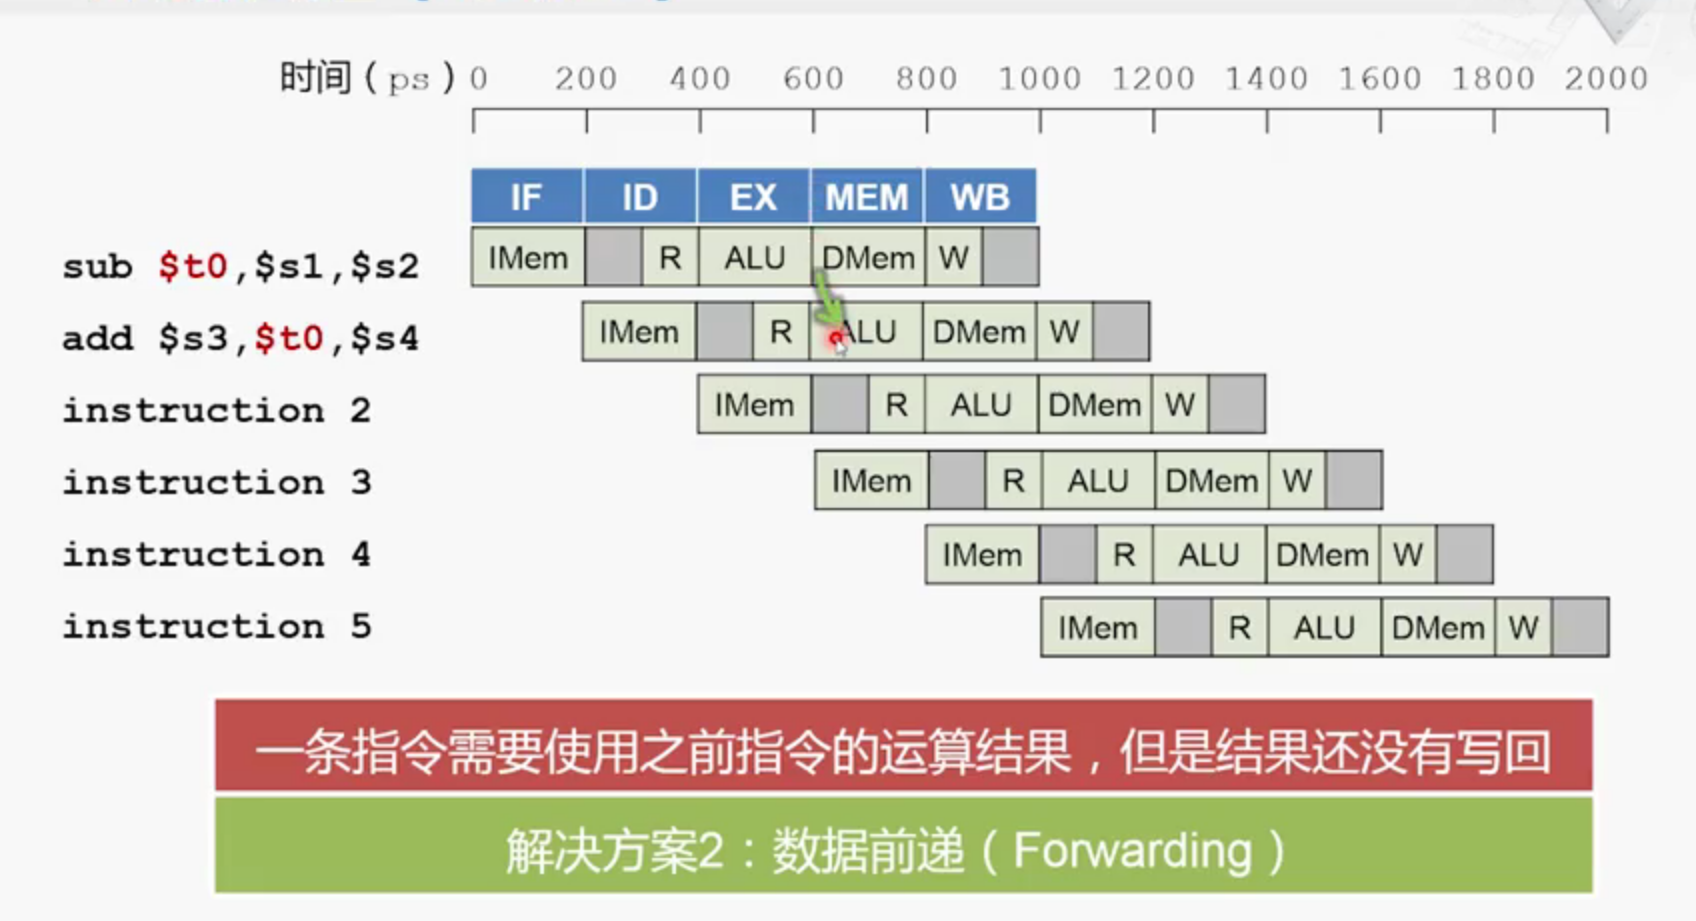 时间（ps） 0 200 400 600 800 1000 1200 1400 1600 1800 2000
IF ID EX MEM WB
sub $t0,$s1,$s2 IMem R ALU DMem W
add $s3,$t0,$s4 IMem R ALU DMem W
instruction 2 IMem R ALU DMem W
instruction 3 IMem R ALU DMem W
instruction 4 IMem R ALU DMem W
instruction 5 IMem R ALU DMem W
一条指令需要使用之前指令的运算结果，但是结果还没有写回
解决方案2：数据前递（Forwarding）